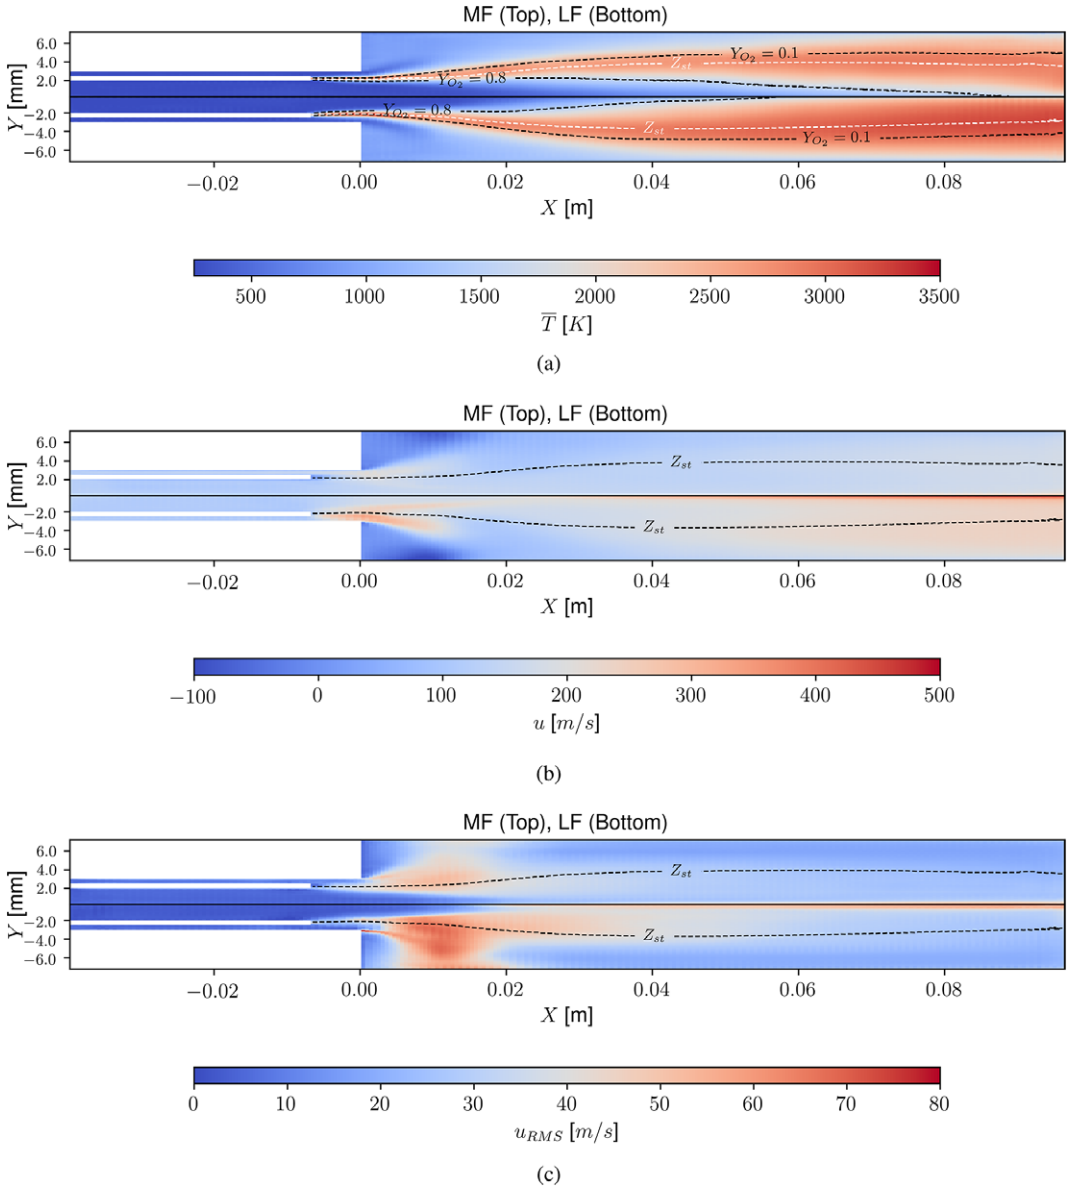 MF (Top), LF (Bottom)
Y [mm]
6.0
4.0
2.0
−2.0
−4.0
−6.0
Y_{O_2} = 0.1
Z_{st}
Y_{O_2} = 0.8
Y_{O_2} = 0.8
Z_{st}
Y_{O_2} = 0.1
−0.02 0.00 0.02 0.04 0.06 0.08
X [m]
500 1000 1500 2000 2500 3000 3500
T̅ [K]
(a)
MF (Top), LF (Bottom)
Y [mm]
6.0
4.0
2.0
−2.0
−4.0
−6.0
Z_{st}
Z_{st}
−0.02 0.00 0.02 0.04 0.06 0.08
X [m]
−100 0 100 200 300 400 500
u [m/s]
(b)
MF (Top), LF (Bottom)
Y [mm]
6.0
4.0
2.0
−2.0
−4.0
−6.0
Z_{st}
Z_{st}
−0.02 0.00 0.02 0.04 0.06 0.08
X [m]
0 10 20 30 40 50 60 70 80
u_{RMS} [m/s]
(c)